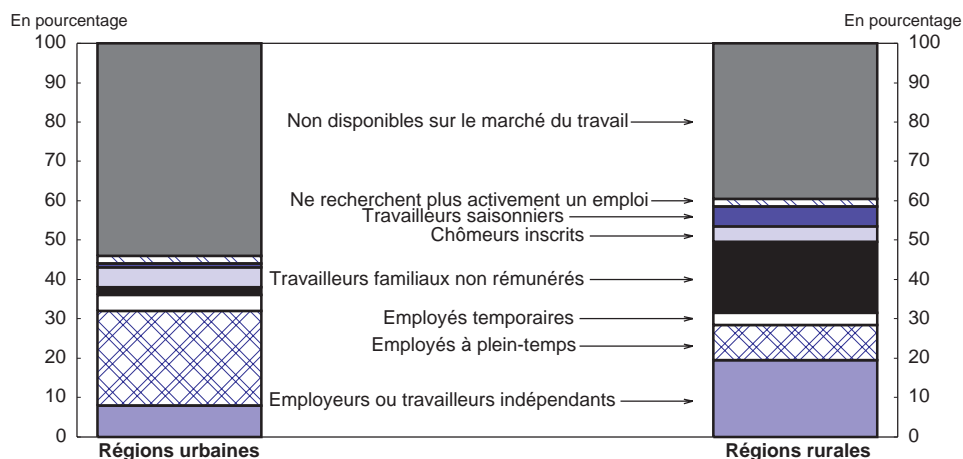 En pourcentage
En pourcentage
100
90
80
70
60
50
40
30
20
10
0
Non disponibles sur le marché du travail
Ne recherchent plus activement un emploi
Travailleurs saisonniers
Chômeurs inscrits
Travailleurs familiaux non rémunérés
Employés temporaires
Employés à plein-temps
Employeurs ou travailleurs indépendants
100
90
80
70
60
50
40
30
20
10
0
Régions urbaines
Régions rurales